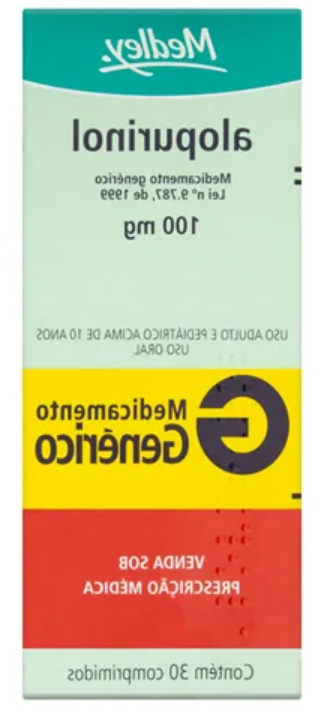 Medley.
alopurinol
Medicamento genérico
Lei nº 9.787, de 1999
100 mg
USO ADULTO E PEDIÁTRICO ACIMA DE 10 ANOS
USO ORAL
G
Medicamento
Genérico
VENDA SOB
PRESCRIÇÃO MÉDICA
Contém 30 comprimidos